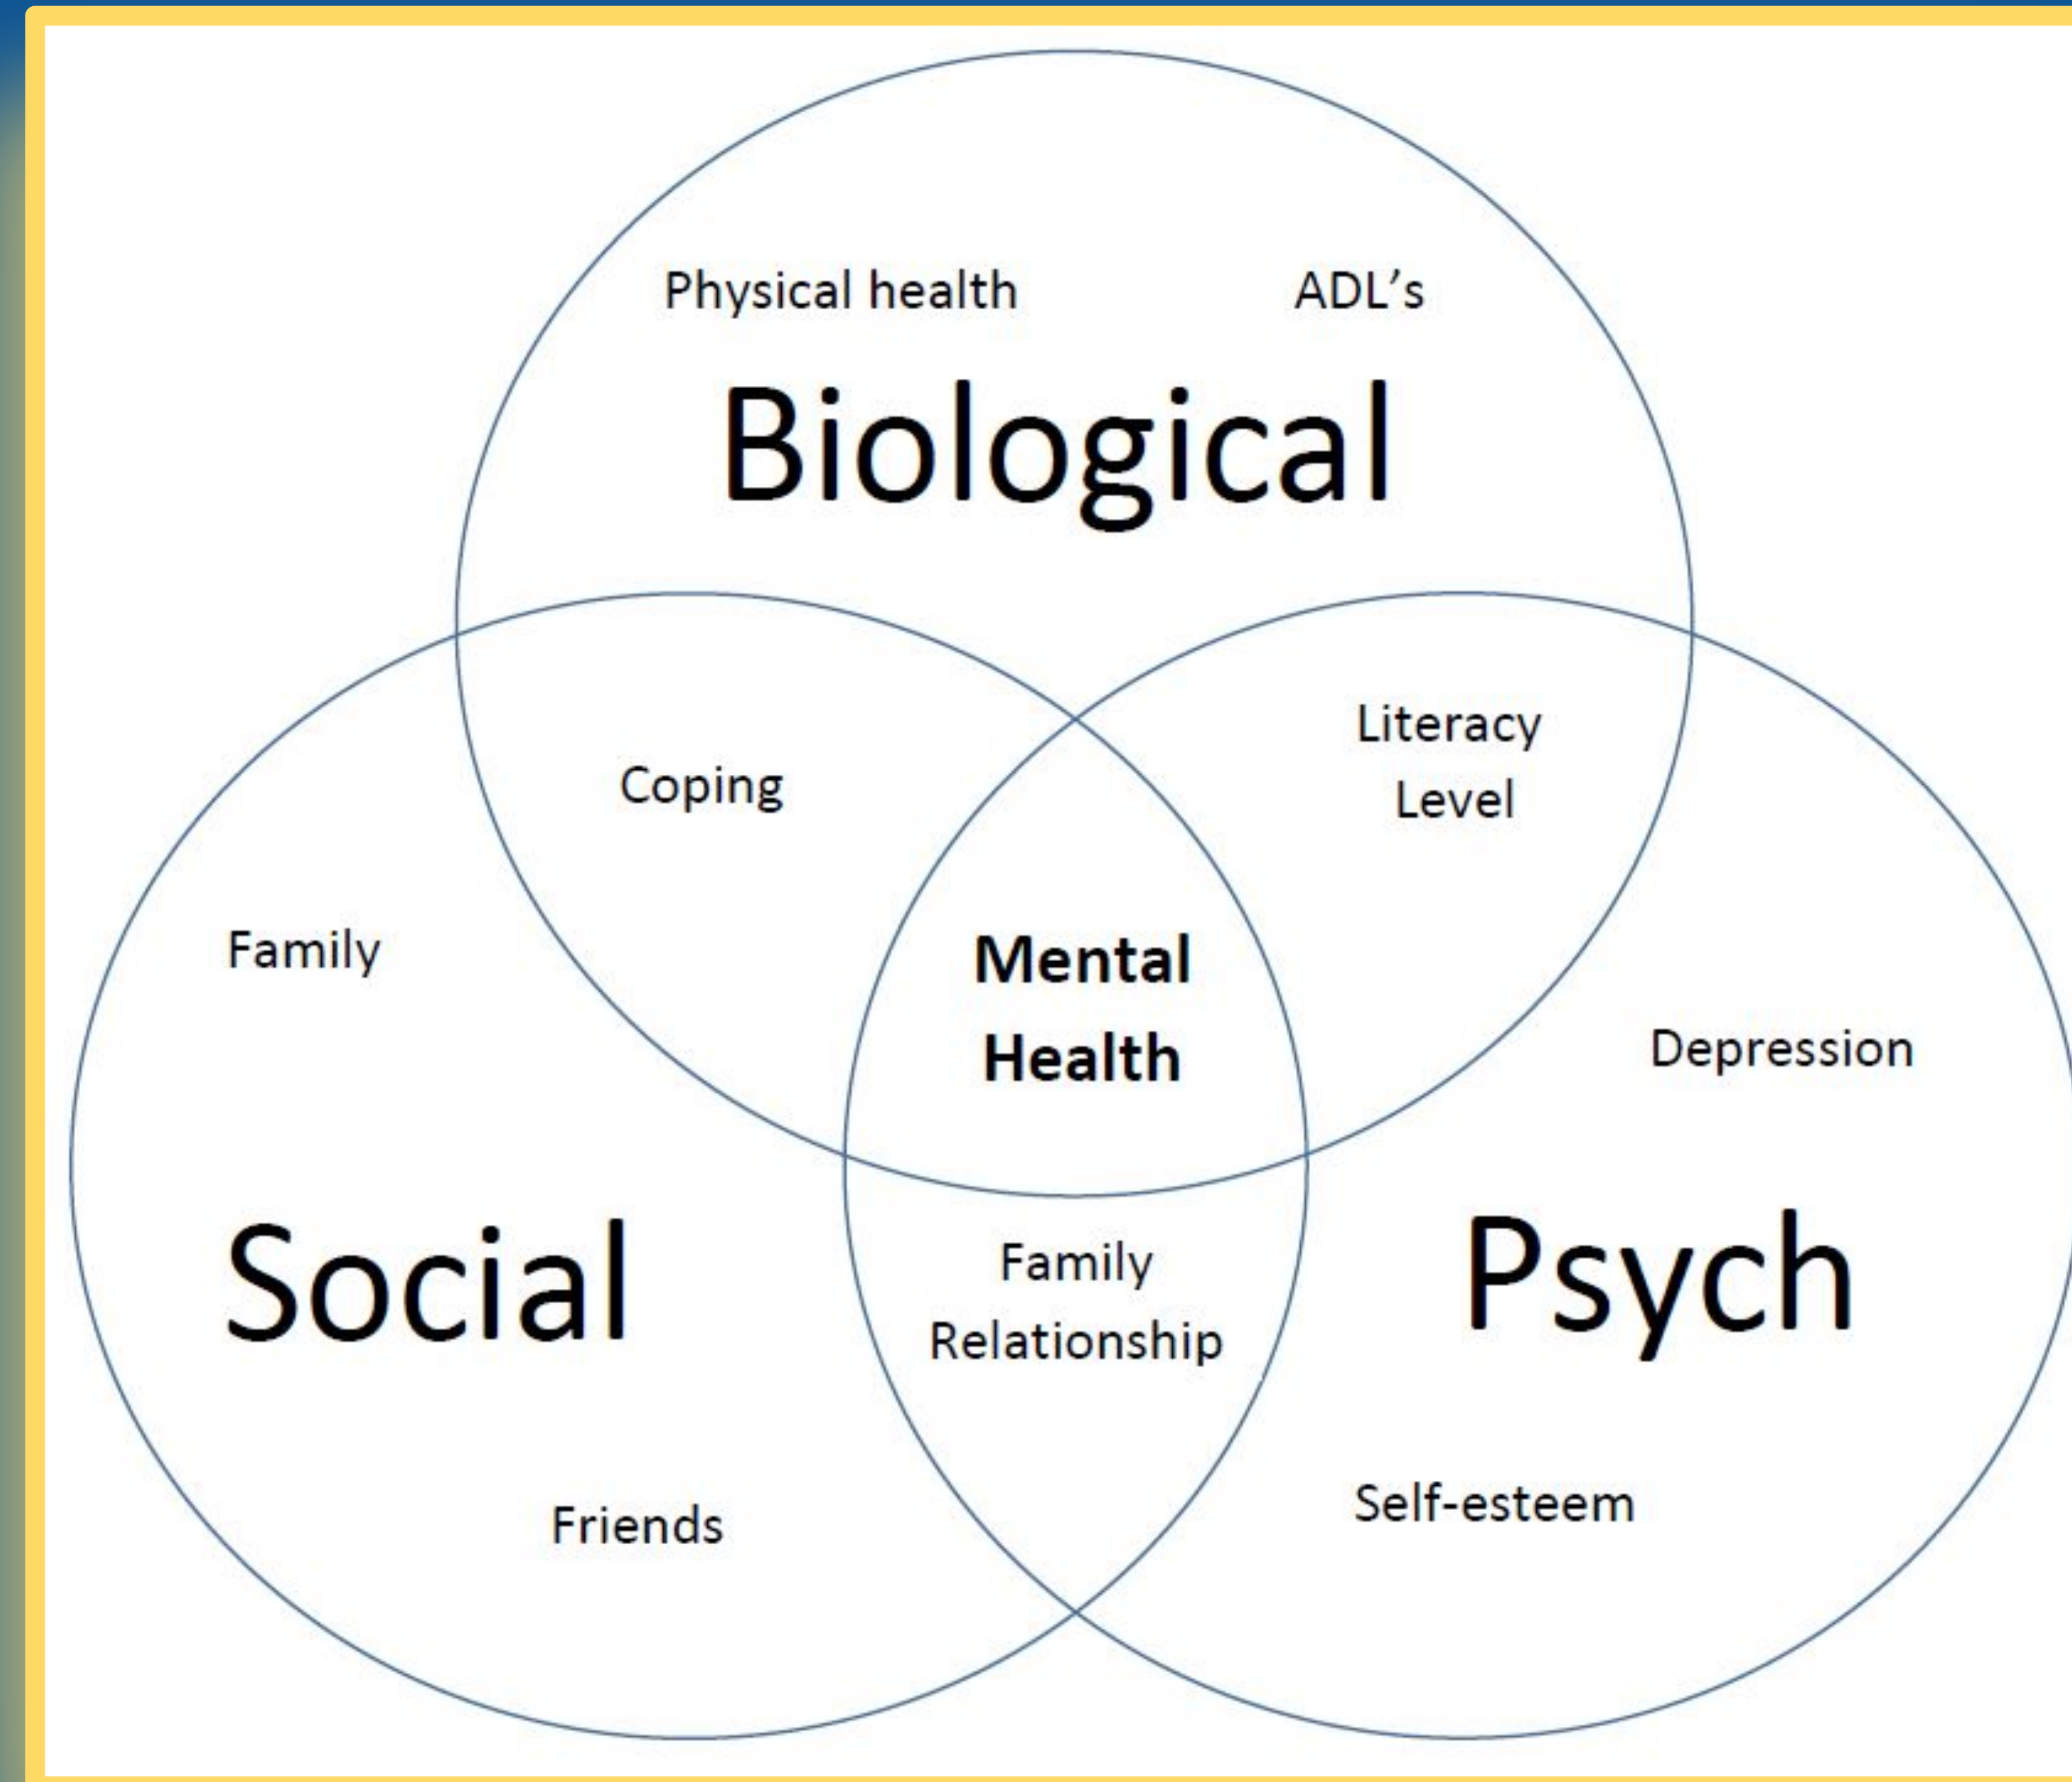 Physical health ADL’s
Biological
Literacy
Level
Coping
Family
Mental
Health
Depression
Social
Psych
Family
Relationship
Self-esteem
Friends